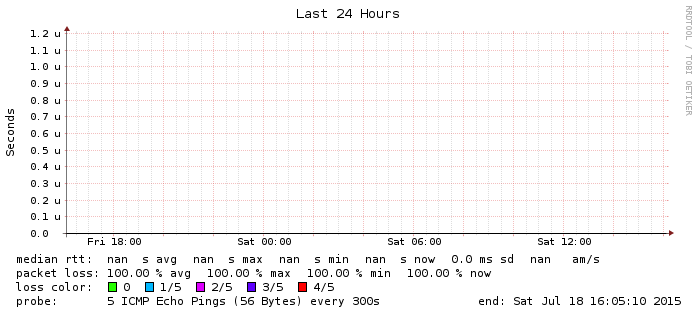 Last 24 Hours
RRDTOOL / TOBI OETIKER
Seconds
1.2 u
1.1 u
1.0 u
0.9 u
0.8 u
0.7 u
0.6 u
0.5 u
0.4 u
0.3 u
0.2 u
0.1 u
0.0
Fri 18:00 Sat 00:00 Sat 06:00 Sat 12:00
median rtt: nan s avg nan s max nan s min nan s now 0.0 ms sd nan am/s
packet loss: 100.00 % avg 100.00 % max 100.00 % min 100.00 % now
loss color: 0 1/5 2/5 3/5 4/5
probe: 5 ICMP Echo Pings (56 Bytes) every 300s end: Sat Jul 18 16:05:10 2015